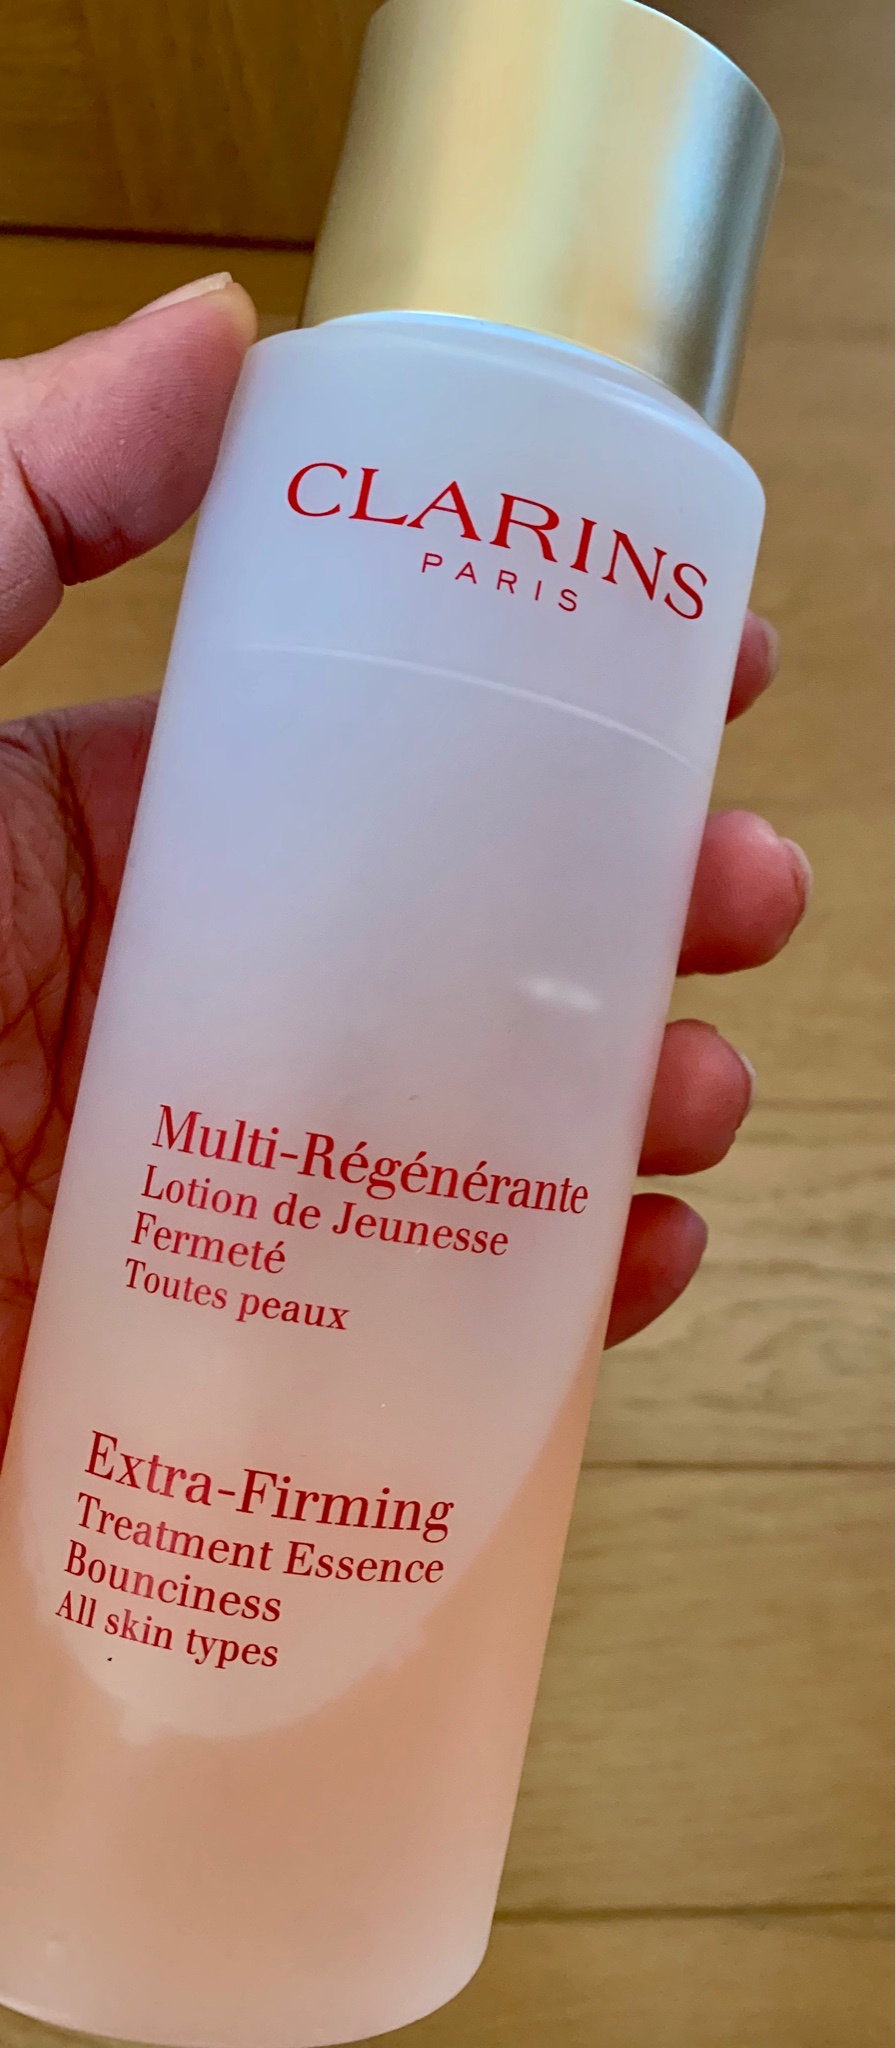 CLARINS
PARIS
Multi-Régénérante
Lotion de Jeunesse
Fermeté
Toutes peaux
Extra-Firming
Treatment Essence
Bounciness
All skin types